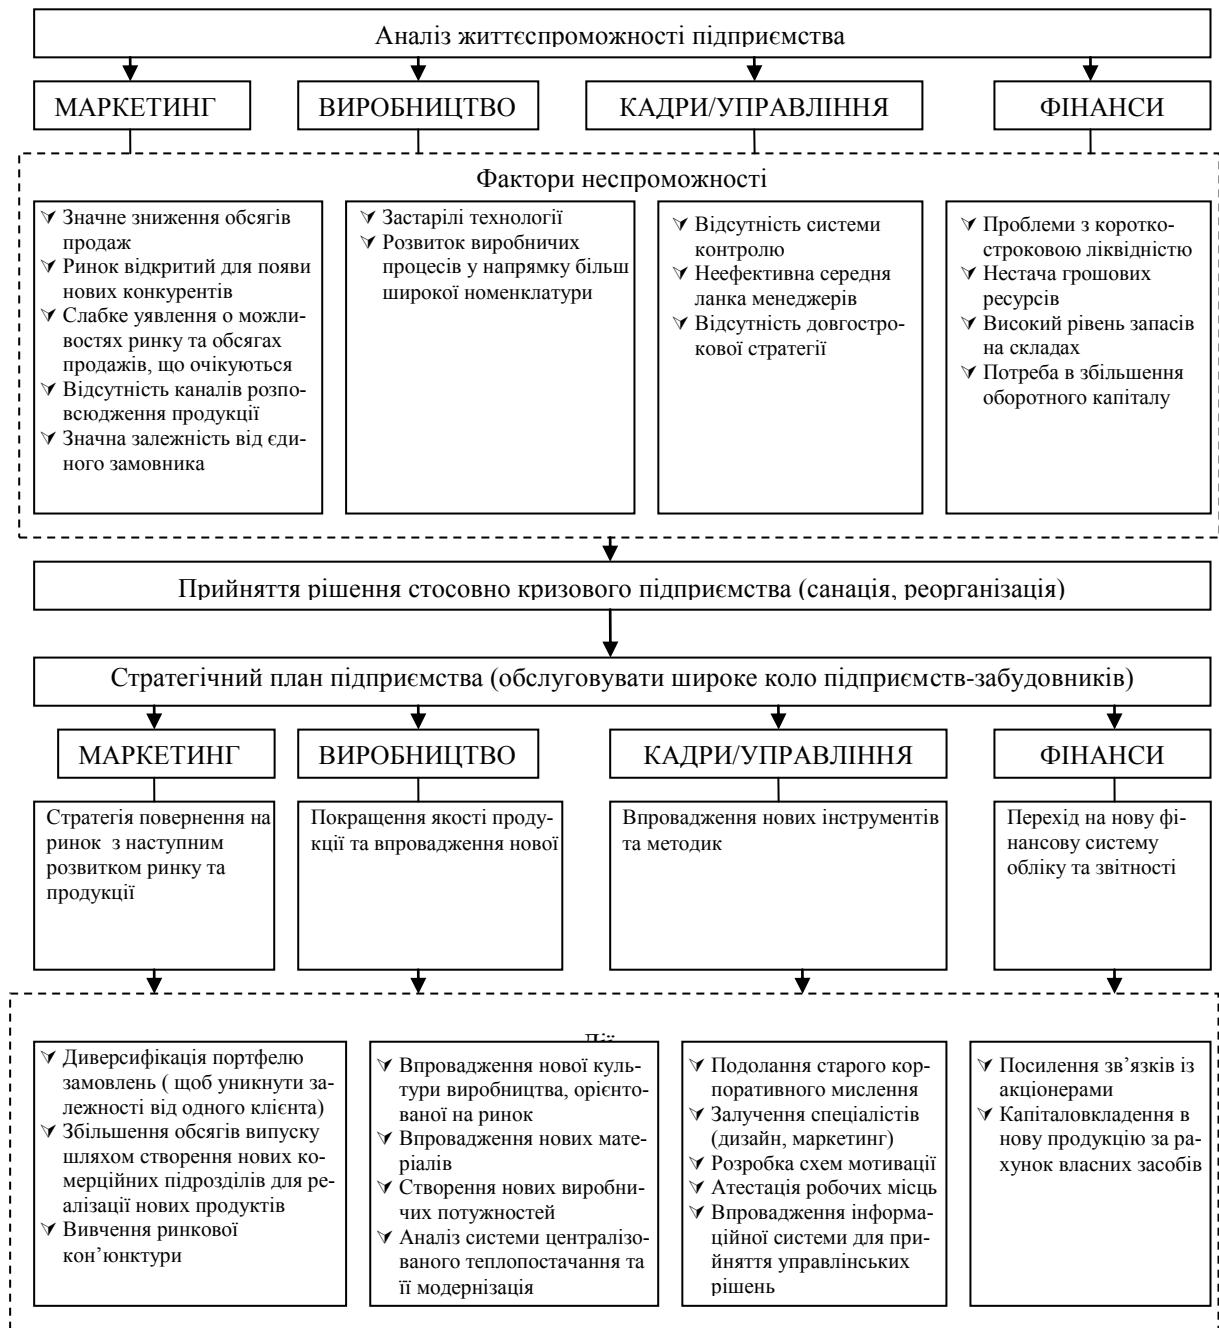 Аналіз життєспроможності підприємства
МАРКЕТИНГ
ВИРОБНИЦТВО
КАДРИ/УПРАВЛІННЯ
ФІНАНСИ
Фактори неспроможності
Значне зниження обсягів
продаж
Ринок відкритий для появи
нових конкурентів
Слабке уявлення о можли-
востях ринку та обсягах
продажів, що очікуються
Відсутність каналів розпо-
всюдження продукції
Значна залежність від єди-
ного замовника
Застарілі технології
Розвиток виробничих
процесів у напрямку більш
широкої номенклатури
Відсутність системи
контролю
Неефективна середня
ланка менеджерів
Відсутність довгостро-
кової стратегії
Проблеми з коротко-
строковою ліквідністю
Нестача грошових
ресурсів
Високий рівень запасів
на складах
Потреба в збільшення
оборотного капіталу
Прийняття рішення стосовно кризового підприємства (санація, реорганізація)
Стратегічний план підприємства (обслуговувати широке коло підприємств-забудовників)
МАРКЕТИНГ
ВИРОБНИЦТВО
КАДРИ/УПРАВЛІННЯ
ФІНАНСИ
Стратегія повернення на
ринок з наступним
розвитком ринку та
продукції
Покращення якості проду-
кції та впровадження нової
Впровадження нових інструментів
та методик
Перехід на нову фі-
нансову систему
обліку та звітності
Дії
Диверсифікація портфелю
замовлень ( щоб уникнути за-
лежності від одного клієнта)
Збільшення обсягів випуску
шляхом створення нових ко-
мерційних підрозділів для ре-
алізації нових продуктів
Вивчення ринкової
кон’юнктури
Впровадження нової куль-
тури виробництва, орієнто-
ваної на ринок
Впровадження нових мате-
ріалів
Створення нових виробни-
чих потужностей
Аналіз системи централізо-
ваного теплопостачання та
її модернізація
Подолання старого кор-
поративного мислення
Залучення спеціалістів
(дизайн, маркетинг)
Розробка схем мотивації
Атестація робочих місць
Впровадження інформа-
ційної системи для при-
йняття управлінських
рішень
Посилення зв’язків із
акціонерами
Капіталовкладення в
нову продукцію за ра-
хунок власних засобів